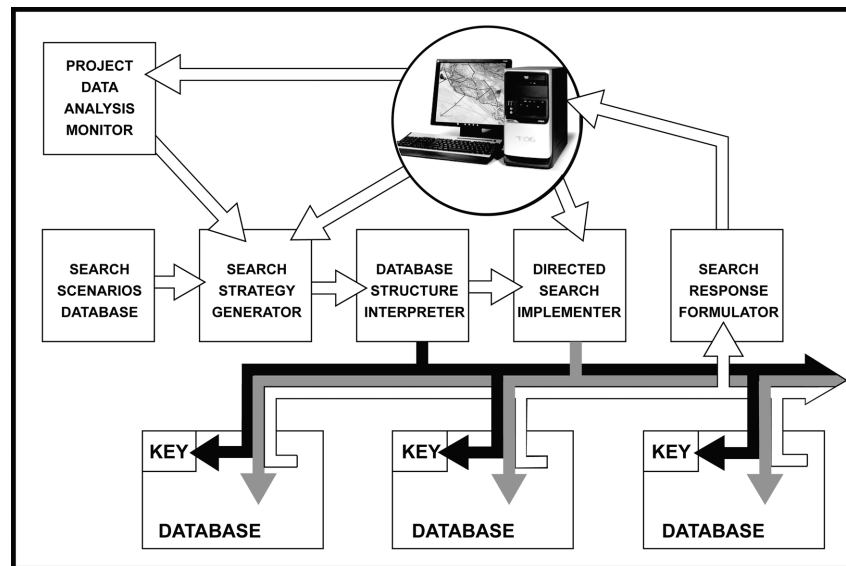 PROJECT
DATA
ANALYSIS
MONITOR
SEARCH
SCENARIOS
DATABASE
SEARCH
STRATEGY
GENERATOR
DATABASE
STRUCTURE
INTERPRETER
DIRECTED
SEARCH
IMPLEMENTER
SEARCH
RESPONSE
FORMULATOR
KEY
DATABASE
KEY
DATABASE
KEY
DATABASE